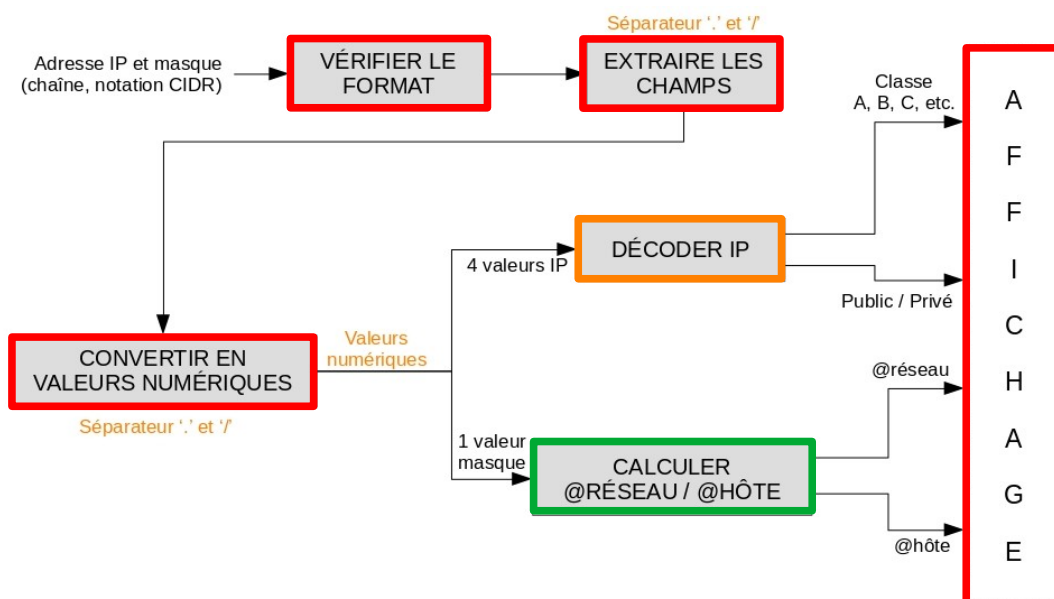 Séparateur ‘.’ et ‘/’
Adresse IP et masque
(chaîne, notation CIDR)
VÉRIFIER LE
FORMAT
EXTRAIRE LES
CHAMPS
Classe
A, B, C, etc.
4 valeurs IP
DÉCODER IP
Public / Privé
CONVERTIR EN
VALEURS NUMÉRIQUES
Séparateur ‘.’ et ‘/’
Valeurs
numériques
1 valeur
masque
CALCULER
@RÉSEAU / @HÔTE
@réseau
@hôte
A
F
F
I
C
H
A
G
E